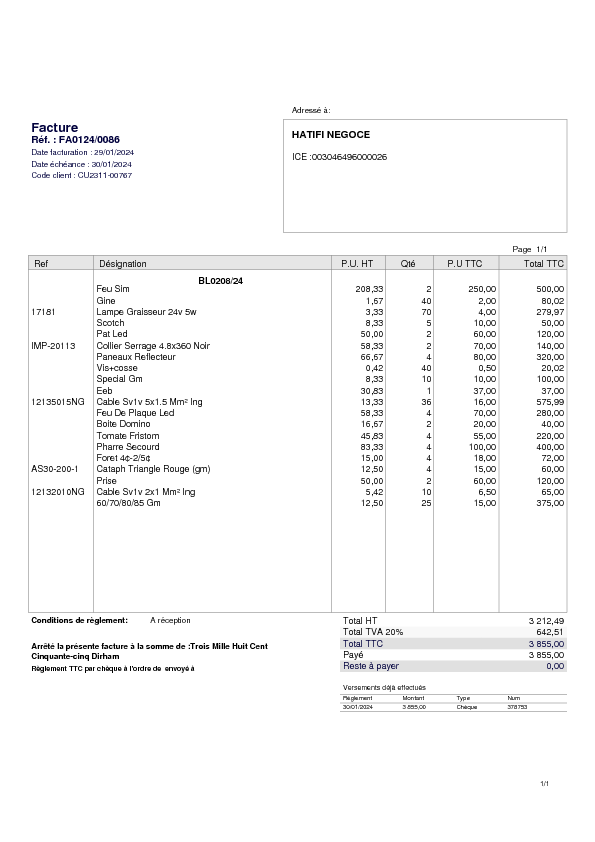 Adressé à:
Facture
Réf. : FA0124/0086
Date facturation : 29/01/2024
Date échéance : 30/01/2024
Code client : CU2311-00767
HATIFI NEGOCE
ICE :003046496000026
Page 1/1
Ref Désignation P.U. HT Qté P.U TTC Total TTC
BL0208/24
Feu Sim 208,33 2 250,00 500,00
Gine 1,67 40 2,00 80,02
17181 Lampe Graisseur 24v 5w 3,33 70 4,00 279,97
Scotch 8,33 5 10,00 50,00
Pat Led 50,00 2 60,00 120,00
IMP-20113 Collier Serrage 4.8x360 Noir 58,33 2 70,00 140,00
Paneaux Reflecteur 66,67 4 80,00 320,00
Vis+cosse 0,42 40 0,50 20,02
Special Gm 8,33 10 10,00 100,00
Eeb 30,83 1 37,00 37,00
12135015NG Cable Sv1v 5x1.5 Mm² Ing 13,33 36 16,00 575,99
Feu De Plaque Led 58,33 4 70,00 280,00
Boite Domino 16,67 2 20,00 40,00
Tomate Fristom 45,83 4 55,00 220,00
Pharre Secourd 83,33 4 100,00 400,00
Foret 4¢-2/5¢ 15,00 4 18,00 72,00
AS30-200-1 Cataph Triangle Rouge (gm) 12,50 4 15,00 60,00
Prise 50,00 2 60,00 120,00
12132010NG Cable Sv1v 2x1 Mm² Ing 5,42 10 6,50 65,00
60/70/80/85 Gm 12,50 25 15,00 375,00
Conditions de règlement: A réception
Total HT 3 212,49
Total TVA 20% 642,51
Total TTC 3 855,00
Payé 3 855,00
Reste à payer 0,00
Arrêté la présente facture à la somme de :Trois Mille Huit Cent
Cinquante-cinq Dirham
Règlement TTC par chèque à l'ordre de envoyé à
Versements déjà effectués
Règlement Montant Type Num
30/01/2024 3 855,00 Chèque 378753
1/1